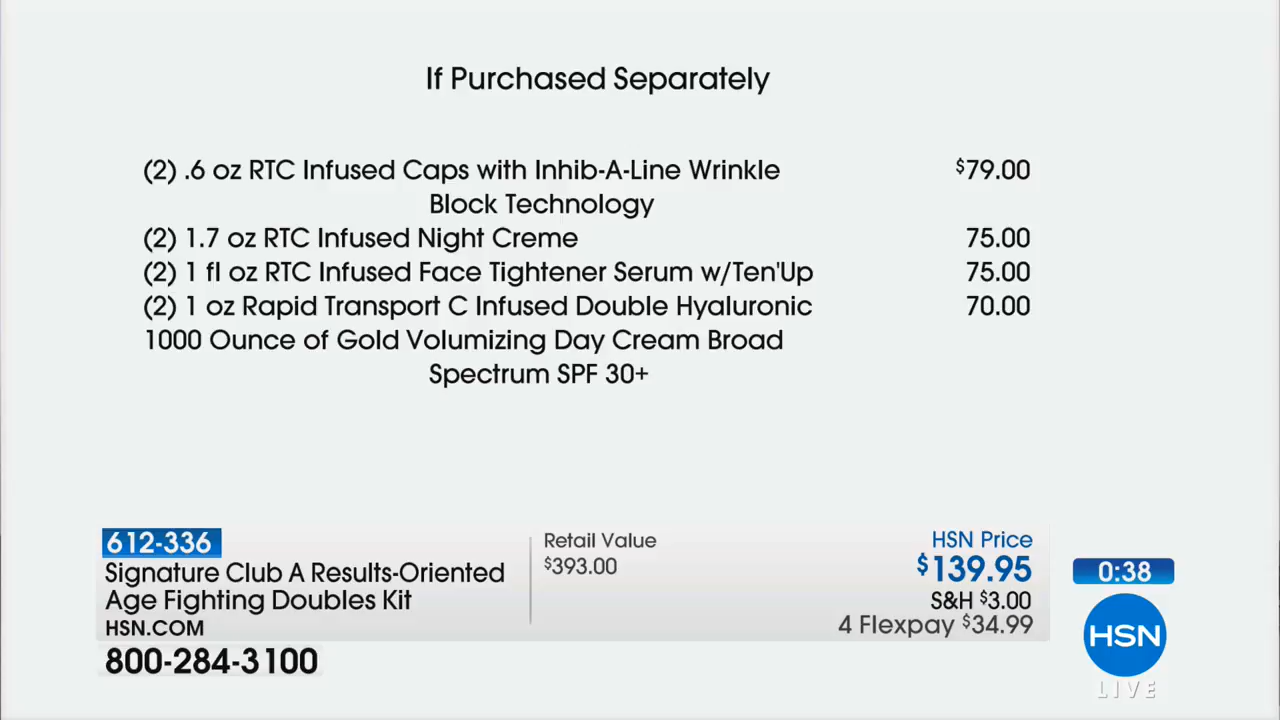 If Purchased Separately
(2) .6 oz RTC Infused Caps with Inhib-A-Line Wrinkle $79.00
Block Technology
(2) 1.7 oz RTC Infused Night Creme 75.00
(2) 1 fl oz RTC Infused Face Tightener Serum w/Ten'Up 75.00
(2) 1 oz Rapid Transport C Infused Double Hyaluronic 70.00
1000 Ounce of Gold Volumizing Day Cream Broad
Spectrum SPF 30+
612-336
Signature Club A Results-Oriented
Age Fighting Doubles Kit
HSN.COM
800-284-3100
Retail Value
$393.00
HSN Price
$139.95
S&H $3.00
4 Flexpay $34.99
0:38
HSN
LIVE